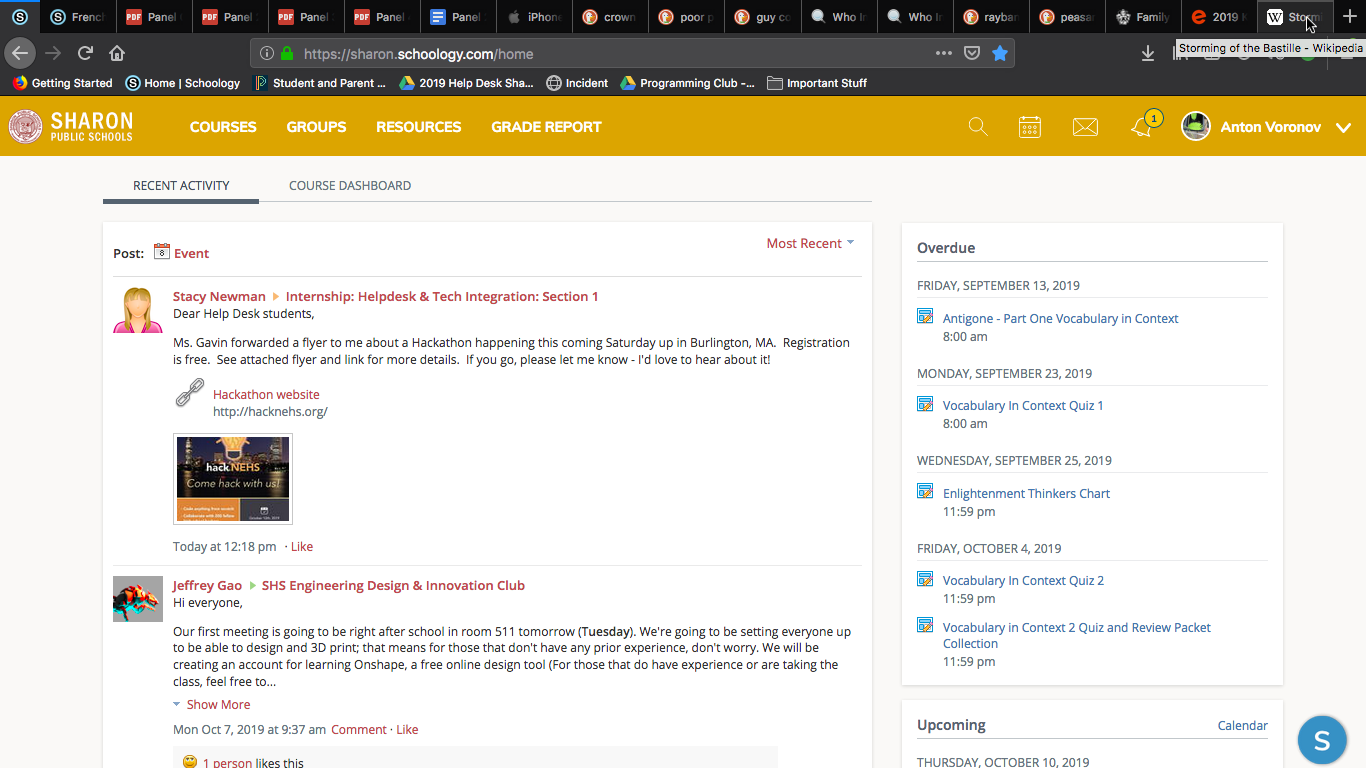 French
Panel
Panel
Panel
Panel
Panel
iPhone
crown
poor p
guy co
Who In
Who In
rayban
peasan
Family
2019
Stormi
https://sharon.schoology.com/home
Storming of the Bastille - Wikipedia
Getting Started
Home | Schoology
Student and Parent ...
2019 Help Desk Sha...
Incident
Programming Club -...
Important Stuff
SHARON
PUBLIC SCHOOLS
COURSES
GROUPS
RESOURCES
GRADE REPORT
1
Anton Voronov
RECENT ACTIVITY
COURSE DASHBOARD
Post: 8 Event
Most Recent
Stacy Newman Internship: Helpdesk & Tech Integration: Section 1
Dear Help Desk students,
Ms. Gavin forwarded a flyer to me about a Hackathon happening this coming Saturday up in Burlington, MA. Registration
is free. See attached flyer and link for more details. If you go, please let me know - I'd love to hear about it!
Hackathon website
http://hacknehs.org/
hack.NEHS
Come hack with us!
Today at 12:18 pm · Like
Jeffrey Gao SHS Engineering Design & Innovation Club
Hi everyone,
Our first meeting is going to be right after school in room 511 tomorrow (Tuesday). We're going to be setting everyone up
to be able to design and 3D print; that means for those that don't have any prior experience, don't worry. We will be
creating an account for learning Onshape, a free online design tool (For those that do have experience or are taking the
class, feel free to...
Show More
Mon Oct 7, 2019 at 9:37 am Comment · Like
1 person likes this
Overdue
FRIDAY, SEPTEMBER 13, 2019
Antigone - Part One Vocabulary in Context
8:00 am
MONDAY, SEPTEMBER 23, 2019
Vocabulary In Context Quiz 1
8:00 am
WEDNESDAY, SEPTEMBER 25, 2019
Enlightenment Thinkers Chart
11:59 pm
FRIDAY, OCTOBER 4, 2019
Vocabulary In Context Quiz 2
11:59 pm
Vocabulary in Context 2 Quiz and Review Packet
Collection
11:59 pm
Upcoming
Calendar
THURSDAY, OCTOBER 10, 2019
S